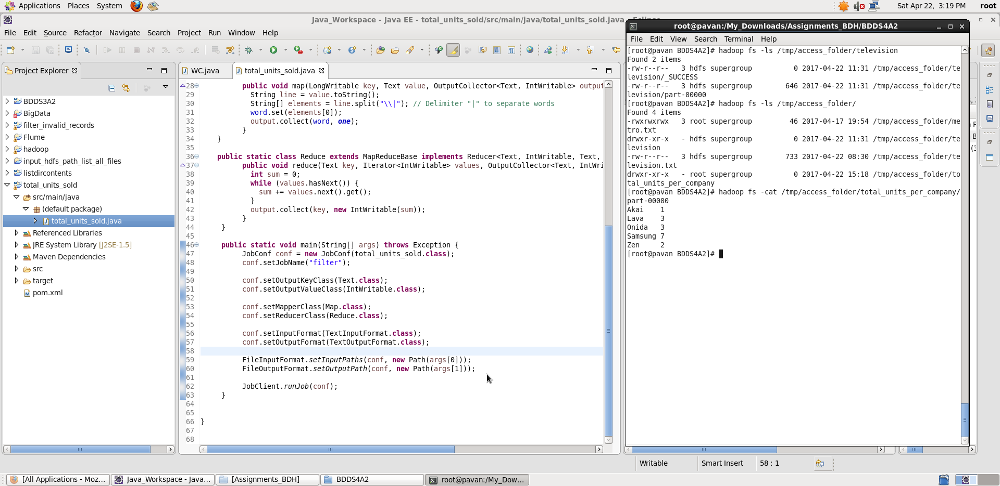 Applications Places System
Sat Apr 22, 3:19 PM root
Java_Workspace - Java EE - total_units_sold/src/main/java/total_units_sold.java - Eclipse
File Edit Source Refactor Navigate Search Project Run Window Help
Project Explorer
BDDS3A2
BigData
filter_invalid_records
Flume
hadoop
input_hdfs_path_list_all_files
listdircontents
total_units_sold
src/main/java
(default package)
total_units_sold.java
Referenced Libraries
JRE System Library [J2SE-1.5]
Maven Dependencies
src
target
pom.xml
WC.java total_units_sold.java
28 public void map(LongWritable key, Text value, OutputCollector<Text, IntWritable> output
29 String line = value.toString();
30 String[] elements = line.split("\\|"); // Delimiter "|" to separate words
31 word.set(elements[0]);
32 output.collect(word, one);
33 }
34 }
35
36 public static class Reduce extends MapReduceBase implements Reducer<Text, IntWritable, Text,
37 public void reduce(Text key, Iterator<IntWritable> values, OutputCollector<Text, IntWri
38 int sum = 0;
39 while (values.hasNext()) {
40 sum += values.next().get();
41 }
42 output.collect(key, new IntWritable(sum));
43 }
44 }
45
46 public static void main(String[] args) throws Exception {
47 JobConf conf = new JobConf(total_units_sold.class);
48 conf.setJobName("filter");
49
50 conf.setOutputKeyClass(Text.class);
51 conf.setOutputValueClass(IntWritable.class);
52
53 conf.setMapperClass(Map.class);
54 conf.setReducerClass(Reduce.class);
55
56 conf.setInputFormat(TextInputFormat.class);
57 conf.setOutputFormat(TextOutputFormat.class);
58
59 FileInputFormat.setInputPaths(conf, new Path(args[0]));
60 FileOutputFormat.setOutputPath(conf, new Path(args[1]));
61
62 JobClient.runJob(conf);
63 }
64
65
66 }
67
68
root@pavan:/My_Downloads/Assignments_BDH/BDDS4A2
File Edit View Search Terminal Help
[root@pavan BDDS4A2]# hadoop fs -ls /tmp/access_folder/television
Found 2 items
-rw-r--r-- 3 hdfs supergroup 0 2017-04-22 11:31 /tmp/access_folder/te
levision/_SUCCESS
-rw-r--r-- 3 hdfs supergroup 646 2017-04-22 11:31 /tmp/access_folder/te
levision/part-00000
[root@pavan BDDS4A2]# hadoop fs -ls /tmp/access_folder/
Found 4 items
-rwxrwxrwx 3 root supergroup 46 2017-04-17 19:54 /tmp/access_folder/me
tro.txt
drwxr-xr-x - hdfs supergroup 0 2017-04-22 11:31 /tmp/access_folder/te
levision
-rw-r--r-- 3 hdfs supergroup 733 2017-04-22 08:30 /tmp/access_folder/te
levision.txt
drwxr-xr-x - root supergroup 0 2017-04-22 15:18 /tmp/access_folder/to
tal_units_per_company
[root@pavan BDDS4A2]# hadoop fs -cat /tmp/access_folder/total_units_per_company/
part-00000
Akai 1
Lava 3
Onida 3
Samsung 7
Zen 2
[root@pavan BDDS4A2]#
Writable Smart Insert 58 : 1
[All Applications - Moz... Java_Workspace - Java... [Assignments_BDH] BDDS4A2 root@pavan:/My_Dow...